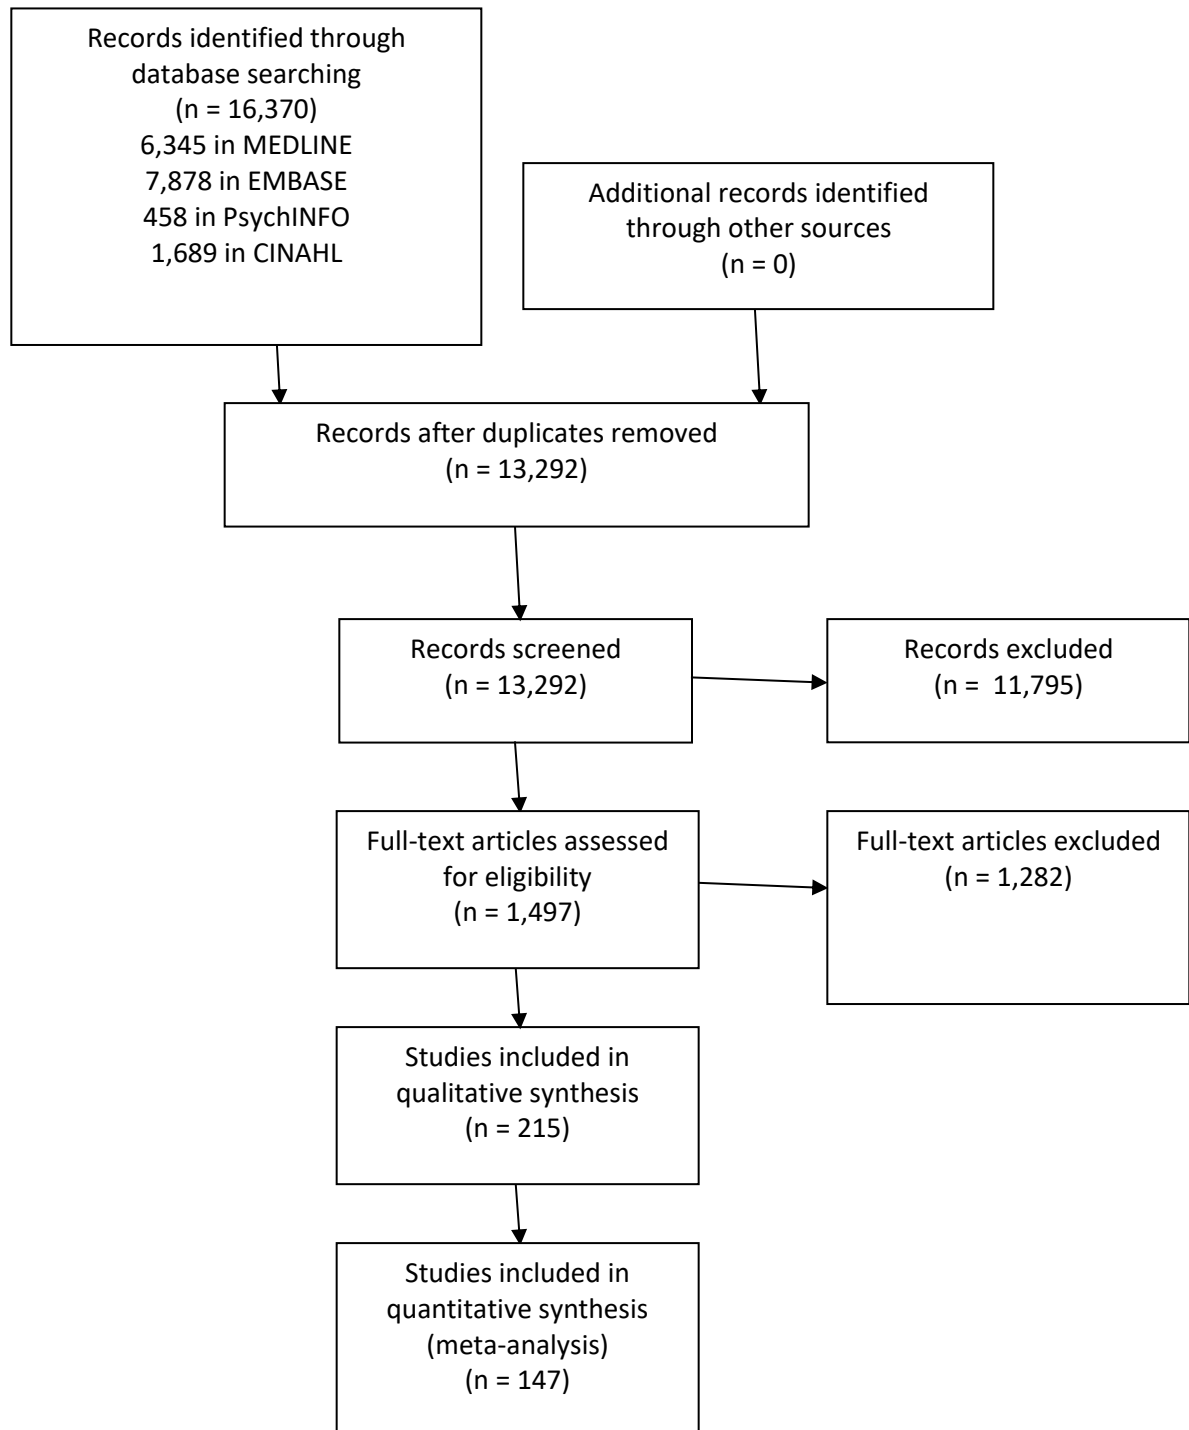 Records identified through
database searching
(n = 16,370)
6,345 in MEDLINE
7,878 in EMBASE
458 in PsychINFO
1,689 in CINAHL
Additional records identified
through other sources
(n = 0)
Records after duplicates removed
(n = 13,292)
Records screened
(n = 13,292)
Records excluded
(n =  11,795)
Full-text articles assessed
for eligibility
(n = 1,497)
Full-text articles excluded
(n = 1,282)
Studies included in
qualitative synthesis
(n = 215)
Studies included in
quantitative synthesis
(meta-analysis)
(n = 147)